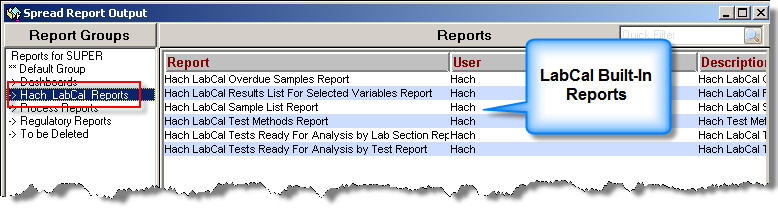 Spread Report Output
Report Groups
Reports
Quick Filter
Reports for SUPER
** Default Group
-> Dashboards
-> Hach LabCal Reports
-> Process Reports
-> Regulatory Reports
-> To be Deleted
Report User Descriptio
Hach LabCal Overdue Samples Report Hach Hach LabCal O
Hach LabCal Results List For Selected Variables Report Hach Hach LabCal F
Hach LabCal Sample List Report Hach Hach LabCal S
Hach LabCal Test Methods Report Hach Hach Test Met
Hach LabCal Tests Ready For Analysis by Lab Section Rep Hach Hach LabCal T
Hach LabCal Tests Ready For Analysis by Test Report Hach Hach LabCal T
LabCal Built-In
Reports